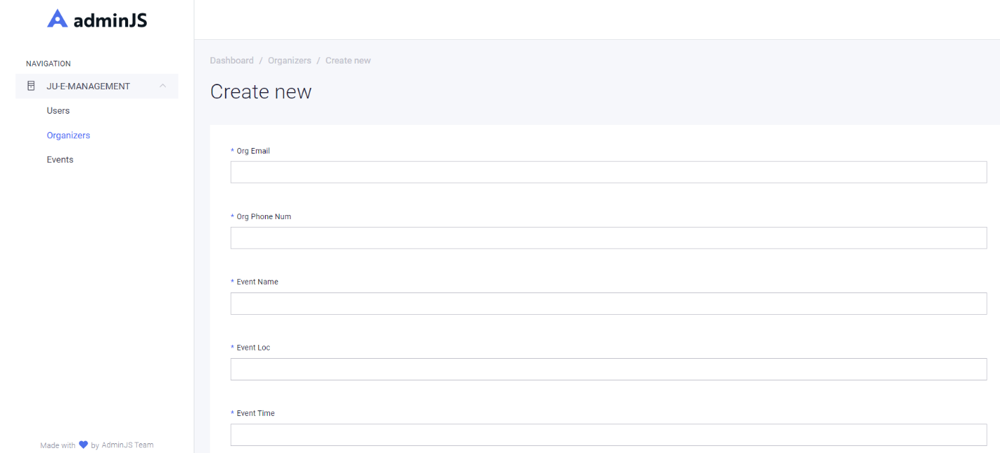 adminJS
NAVIGATION
JU-E-MANAGEMENT
Users
Organizers
Events
Made with by AdminJS Team
Dashboard / Organizers / Create new
Create new
* Org Email
* Org Phone Num
* Event Name
* Event Loc
* Event Time